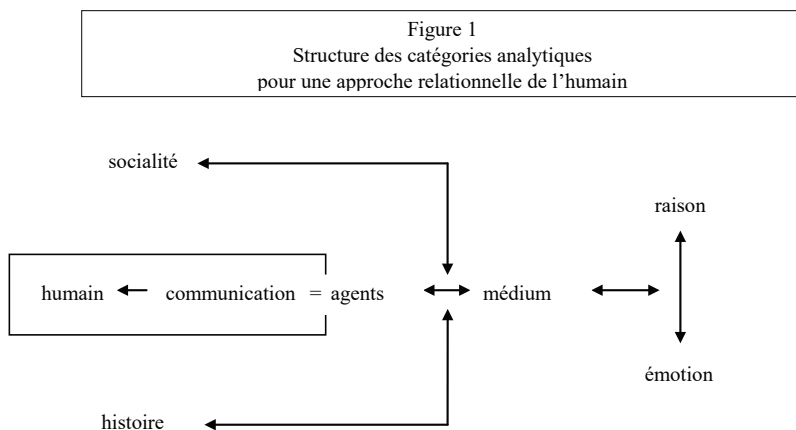 Figure 1
Structure des catégories analytiques
pour une approche relationnelle de l’humain
socialité
raison
humain communication = agents médium
émotion
histoire